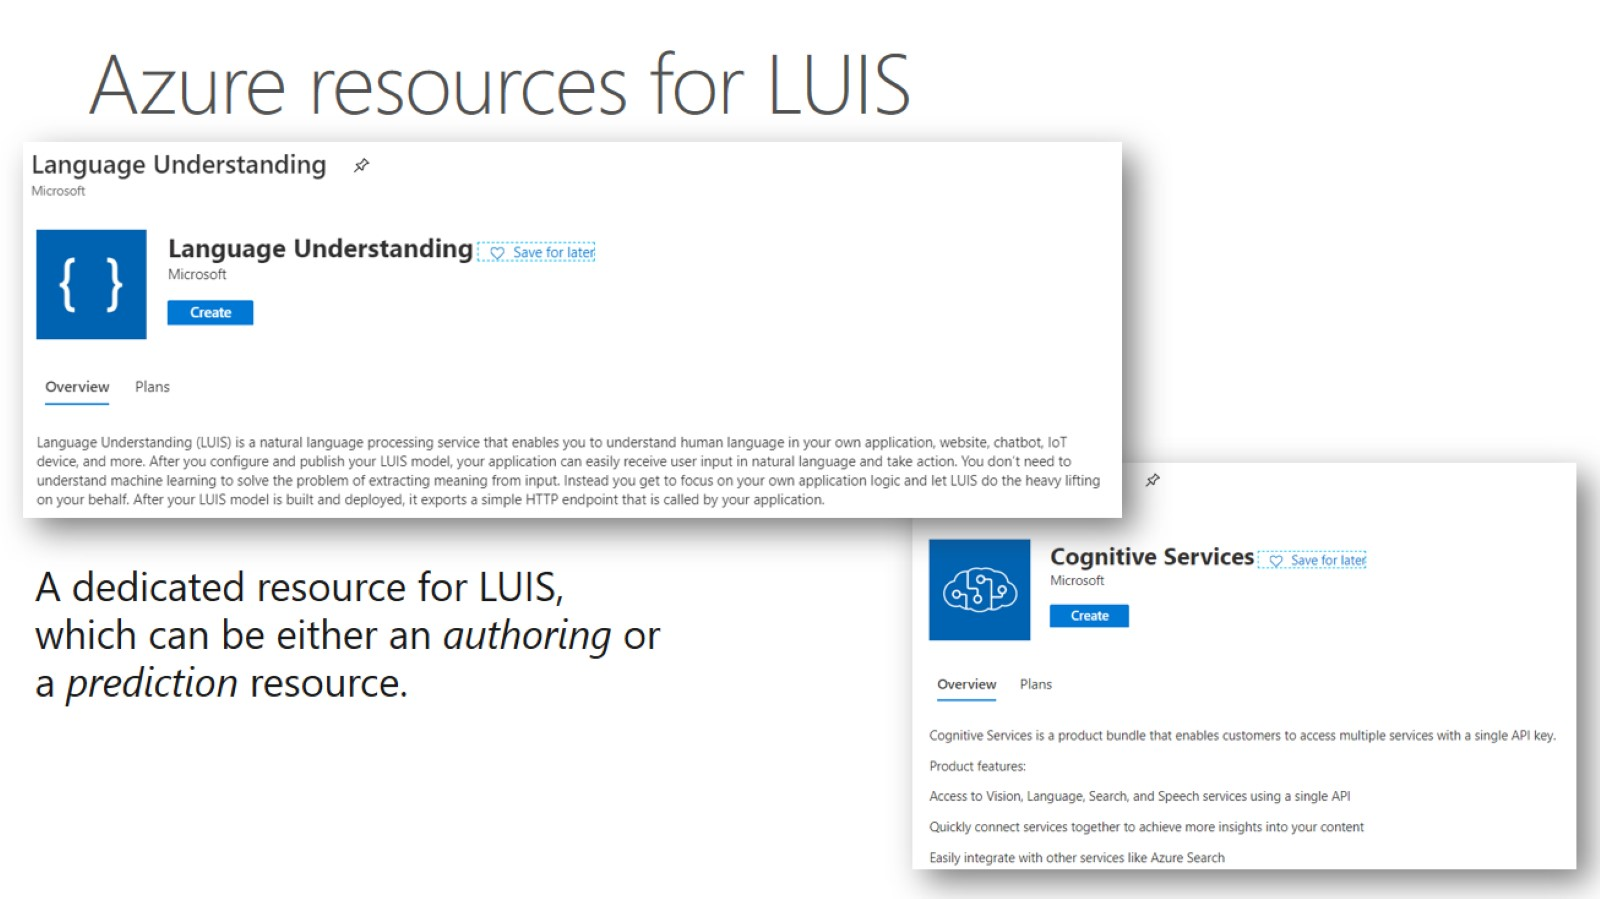 Azure resources for LUIS
Language Understanding
Microsoft
{ }
Language Understanding
Save for later
Microsoft
Create
Overview
Plans
Language Understanding (LUIS) is a natural language processing service that enables you to understand human language in your own application, website, chatbot, IoT
device, and more. After you configure and publish your LUIS model, your application can easily receive user input in natural language and take action. You don't need to
understand machine learning to solve the problem of extracting meaning from input. Instead you get to focus on your own application logic and let LUIS do the heavy lifting
on your behalf. After your LUIS model is built and deployed, it exports a simple HTTP endpoint that is called by your application.
A dedicated resource for LUIS,
which can be either an authoring or
a prediction resource.
Cognitive Services
Save for later
Microsoft
Create
Overview
Plans
Cognitive Services is a product bundle that enables customers to access multiple services with a single API key.
Product features:
Access to Vision, Language, Search, and Speech services using a single API
Quickly connect services together to achieve more insights into your content
Easily integrate with other services like Azure Search